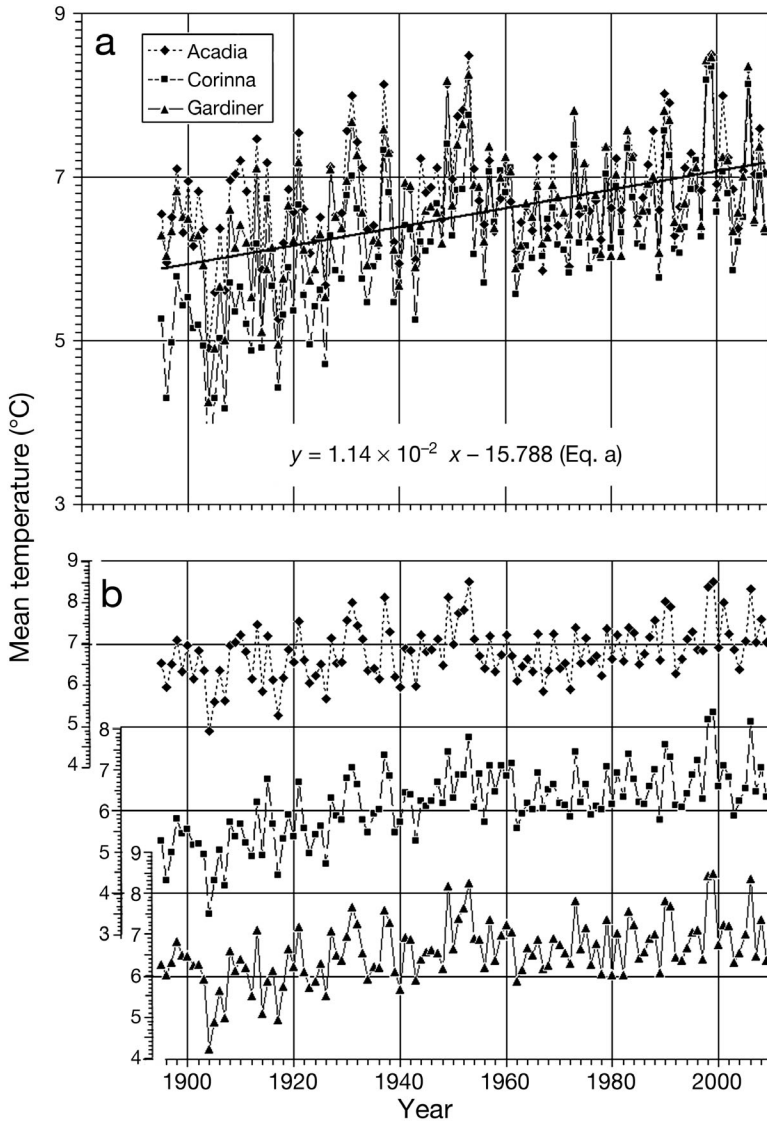 9
a
Acadia
Corinna
Gardiner
7
5
y = 1.14 × 10⁻² x – 15.788 (Eq. a)
3
Mean temperature (°C)
9
b
8
7
6
5
8
4
7
6
5
9
4
8
3
7
6
5
4
1900 1920 1940 1960 1980 2000
Year